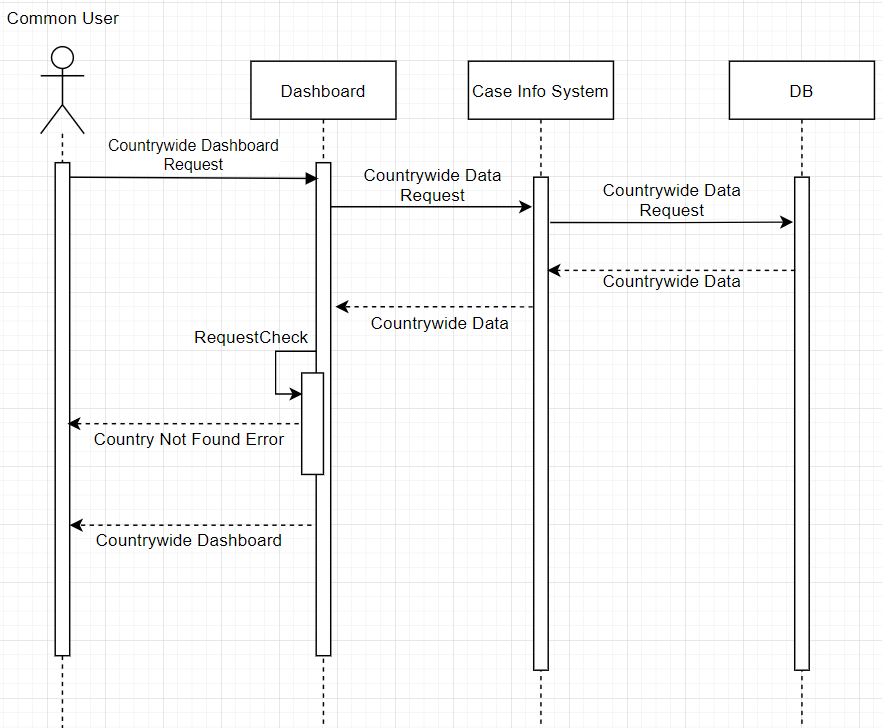 Common User
Dashboard
Case Info System
DB
Countrywide Dashboard
Request
Countrywide Data
Request
Countrywide Data
Request
Countrywide Data
Countrywide Data
RequestCheck
Country Not Found Error
Countrywide Dashboard